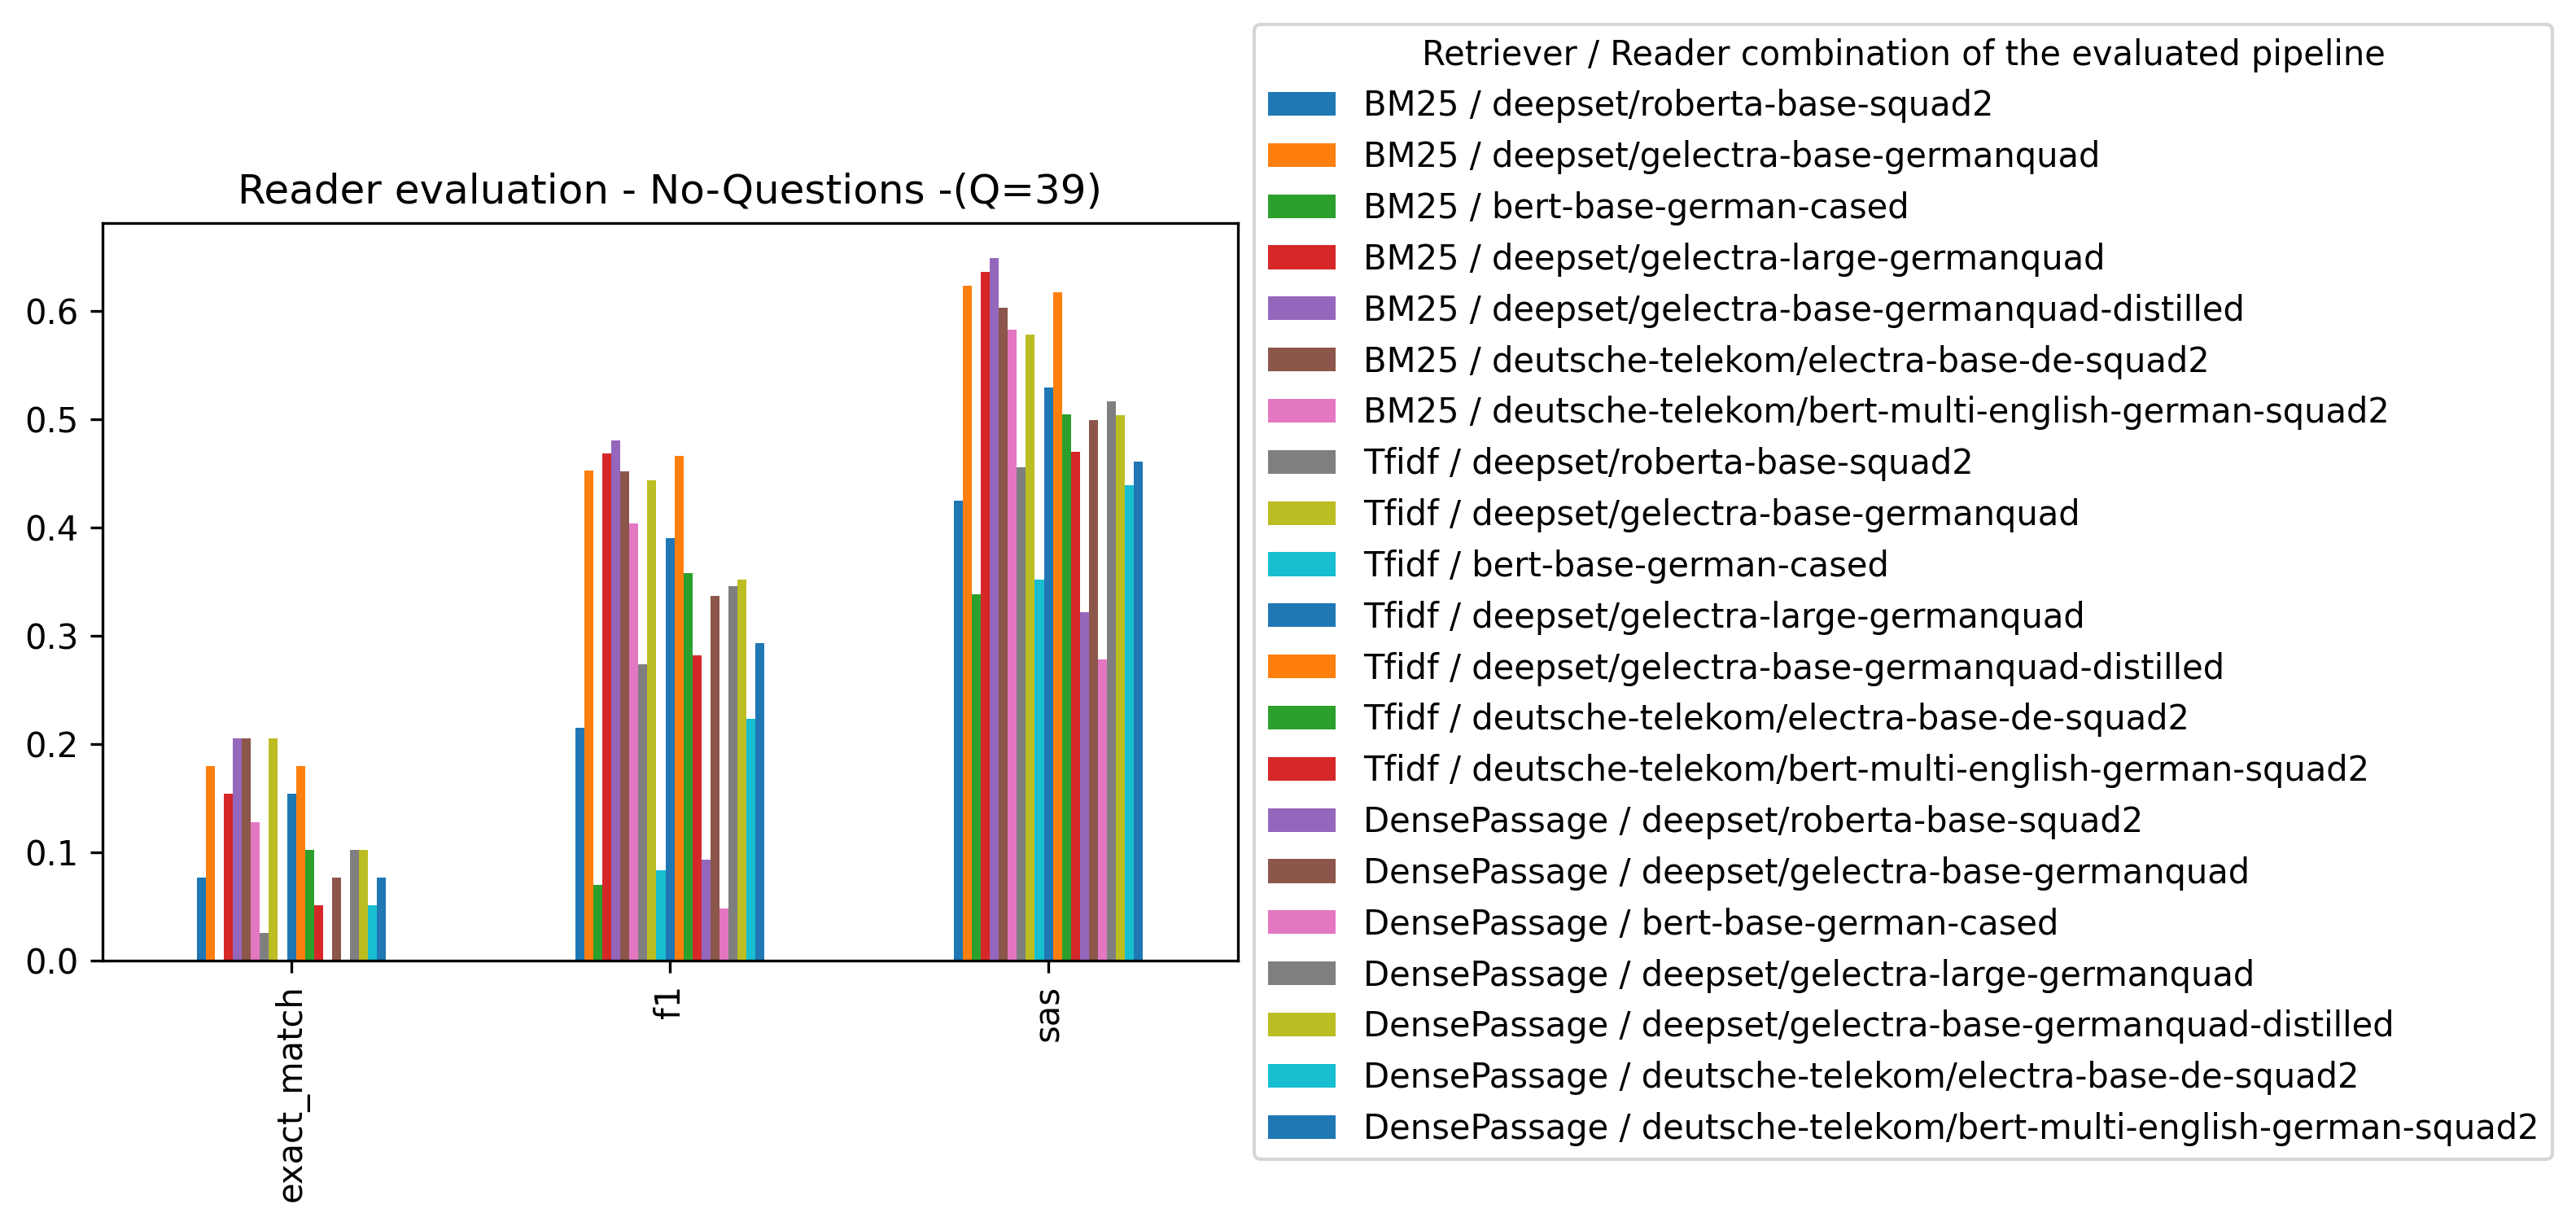 Retriever / Reader combination of the evaluated pipeline
BM25 / deepset/roberta-base-squad2
BM25 / deepset/gelectra-base-germanquad
BM25 / bert-base-german-cased
BM25 / deepset/gelectra-large-germanquad
BM25 / deepset/gelectra-base-germanquad-distilled
BM25 / deutsche-telekom/electra-base-de-squad2
BM25 / deutsche-telekom/bert-multi-english-german-squad2
Tfidf / deepset/roberta-base-squad2
Tfidf / deepset/gelectra-base-germanquad
Tfidf / bert-base-german-cased
Tfidf / deepset/gelectra-large-germanquad
Tfidf / deepset/gelectra-base-germanquad-distilled
Tfidf / deutsche-telekom/electra-base-de-squad2
Tfidf / deutsche-telekom/bert-multi-english-german-squad2
DensePassage / deepset/roberta-base-squad2
DensePassage / deepset/gelectra-base-germanquad
DensePassage / bert-base-german-cased
DensePassage / deepset/gelectra-large-germanquad
DensePassage / deepset/gelectra-base-germanquad-distilled
DensePassage / deutsche-telekom/electra-base-de-squad2
DensePassage / deutsche-telekom/bert-multi-english-german-squad2
Reader evaluation - No-Questions -(Q=39)
0.6
0.5
0.4
0.3
0.2
0.1
0.0
exact_match
f1
sas